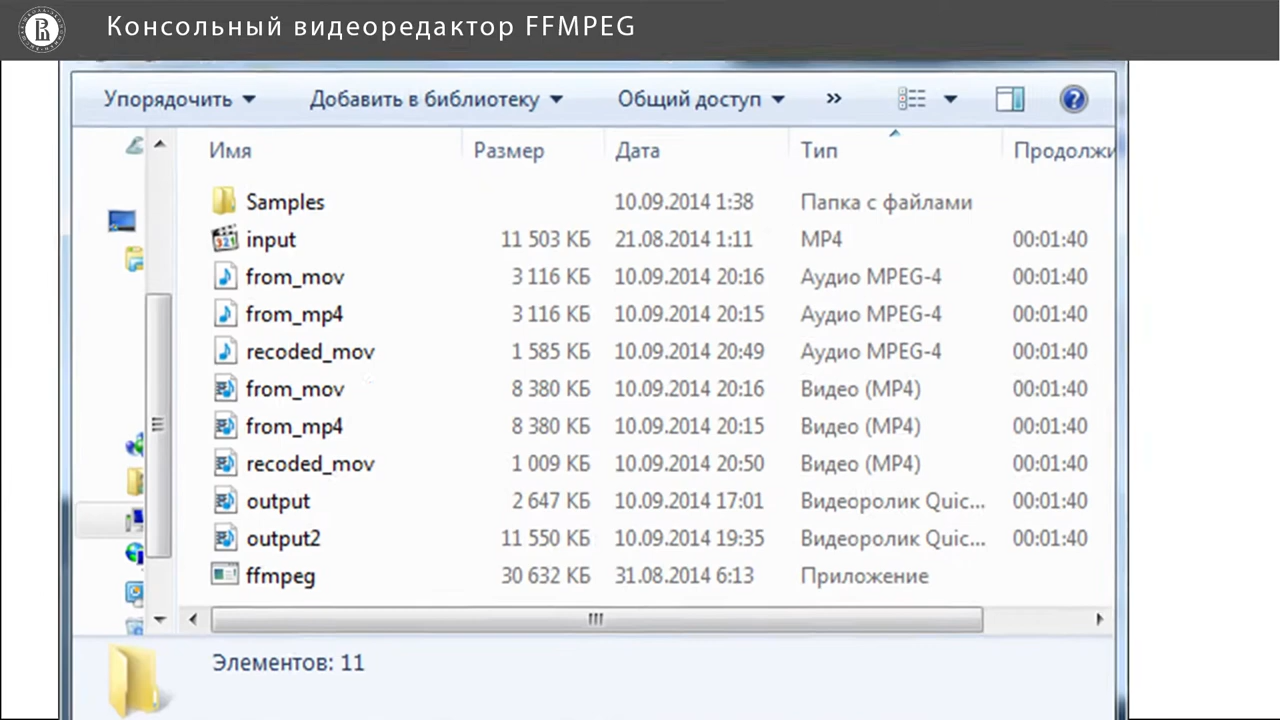 Консольный видеоредактор FFMPEG
Упорядочить Добавить в библиотеку Общий доступ »
Имя Размер Дата Тип Продолжи
Samples 10.09.2014 1:38 Папка с файлами
input 11 503 КБ 21.08.2014 1:11 MP4 00:01:40
from_mov 3 116 КБ 10.09.2014 20:16 Аудио MPEG-4 00:01:40
from_mp4 3 116 КБ 10.09.2014 20:15 Аудио MPEG-4 00:01:40
recoded_mov 1 585 КБ 10.09.2014 20:49 Аудио MPEG-4 00:01:40
from_mov 8 380 КБ 10.09.2014 20:16 Видео (MP4) 00:01:40
from_mp4 8 380 КБ 10.09.2014 20:15 Видео (MP4) 00:01:40
recoded_mov 1 009 КБ 10.09.2014 20:50 Видео (MP4) 00:01:40
output 2 647 КБ 10.09.2014 17:01 Видеоролик Quic... 00:01:40
output2 11 550 КБ 10.09.2014 19:35 Видеоролик Quic... 00:01:40
ffmpeg 30 632 КБ 31.08.2014 6:13 Приложение
Элементов: 11